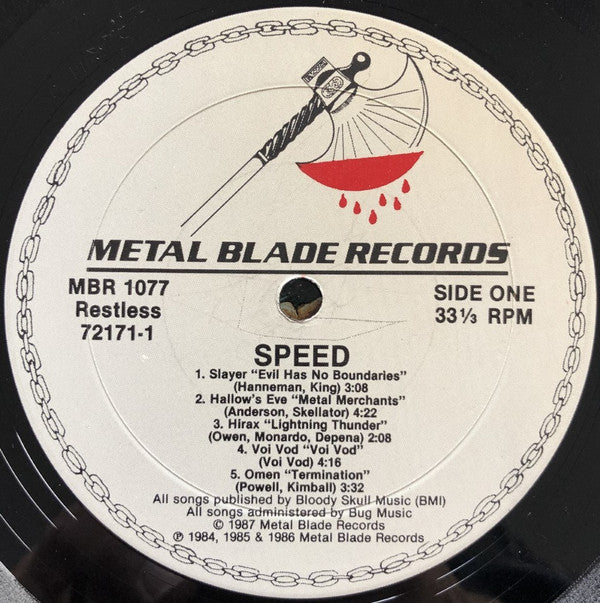 METAL BLADE RECORDS
MBR 1077
Restless
72171-1
SIDE ONE
33⅓ RPM
SPEED
1. Slayer "Evil Has No Boundaries"
(Hanneman, King) 3:08
2. Hallow's Eve "Metal Merchants"
(Anderson, Skellator) 4:22
3. Hirax "Lightning Thunder"
(Owen, Monardo, Depena) 2:08
4. Voi Vod "Voi Vod"
(Voi Vod) 4:16
5. Omen "Termination"
(Powell, Kimball) 3:32
All songs published by Bloody Skull Music (BMI)
All songs administered by Bug Music
© 1987 Metal Blade Records
℗ 1984, 1985 & 1986 Metal Blade Records